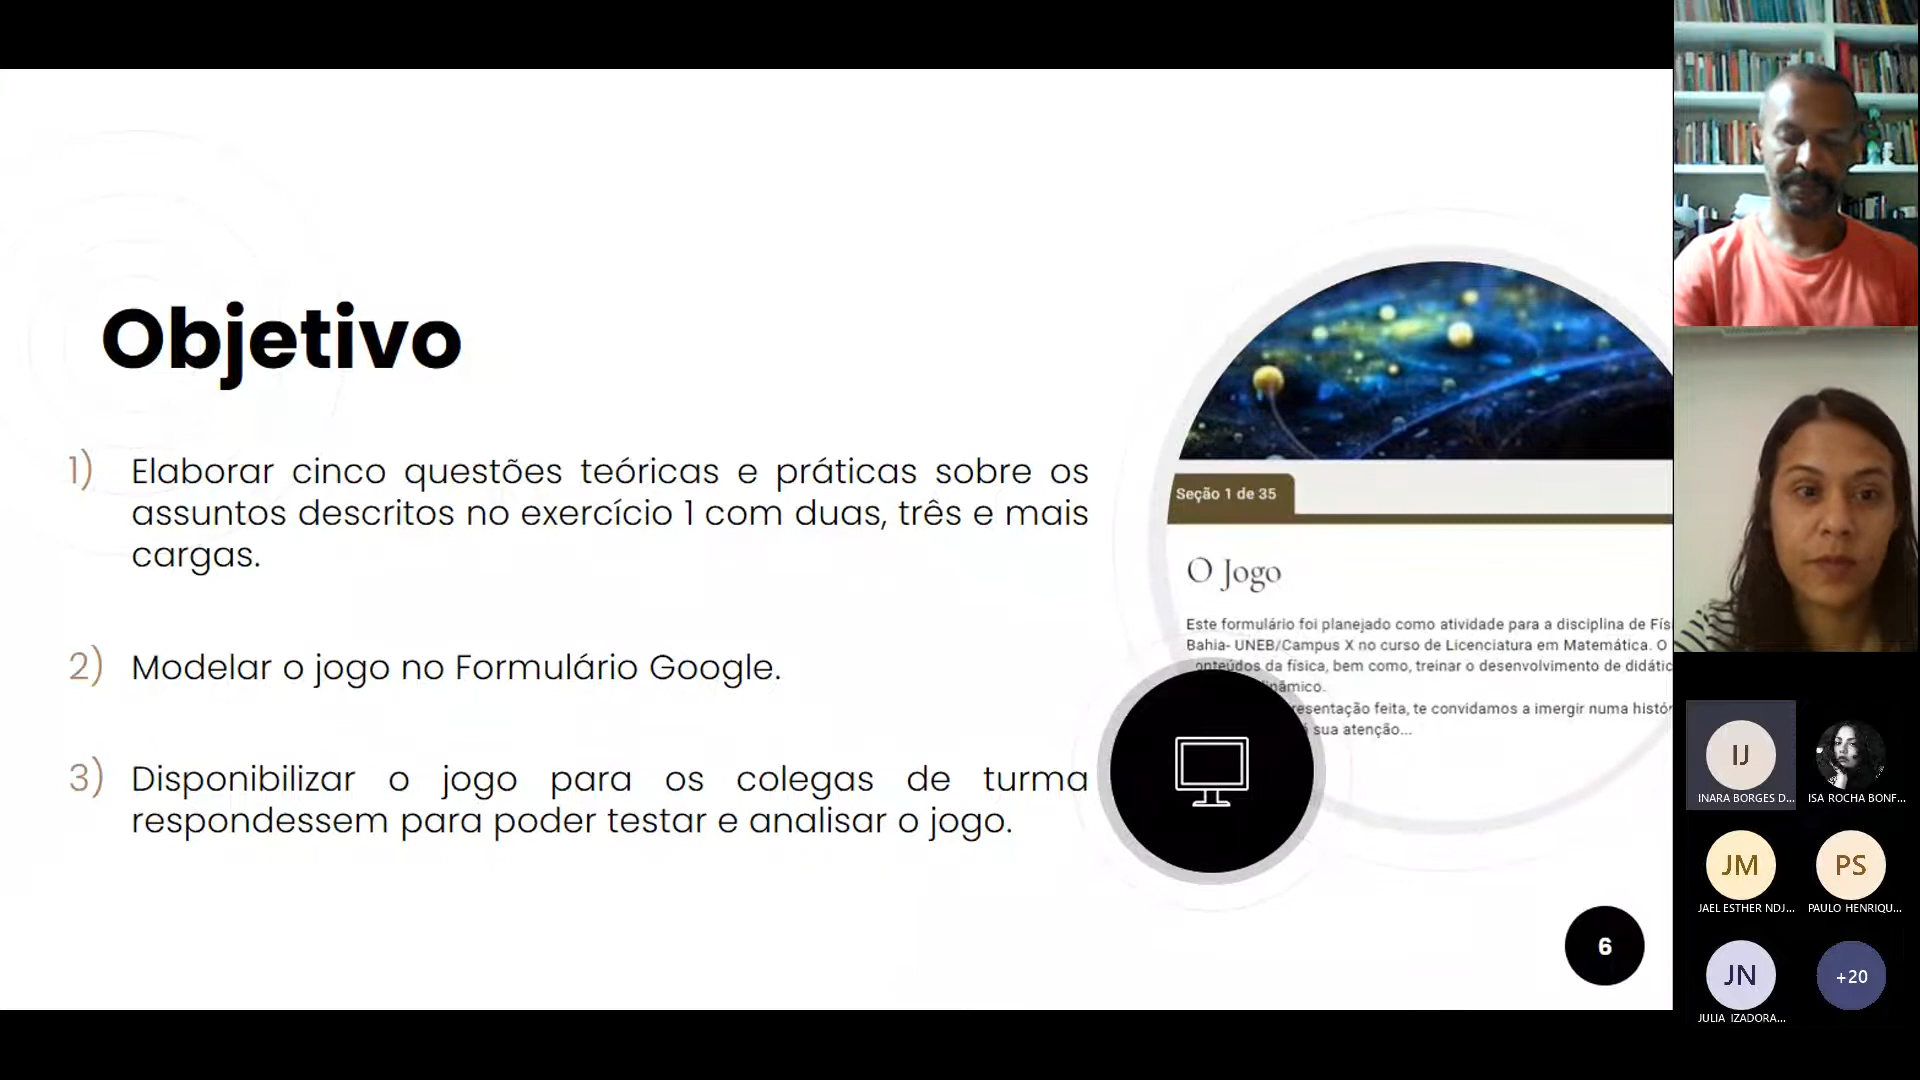 Objetivo
1) Elaborar cinco questões teóricas e práticas sobre os
assuntos descritos no exercício 1 com duas, três e mais
cargas.
2) Modelar o jogo no Formulário Google.
3) Disponibilizar o jogo para os colegas de turma
respondessem para poder testar e analisar o jogo.
Seção 1 de 35
O Jogo
Este formulário foi planejado como atividade para a disciplina de Fís
Bahia- UNEB/Campus X no curso de Licenciatura em Matemática. O
onteúdos da física, bem como, treinar o desenvolvimento de didátic
inâmico.
resentação feita, te convidamos a imergir numa histór
sua atenção...
6
IJ
INARA BORGES D...
ISA ROCHA BONF...
JM
JAEL ESTHER NDJ...
PS
PAULO HENRIQU...
JN
JULIA IZADORA...
+20